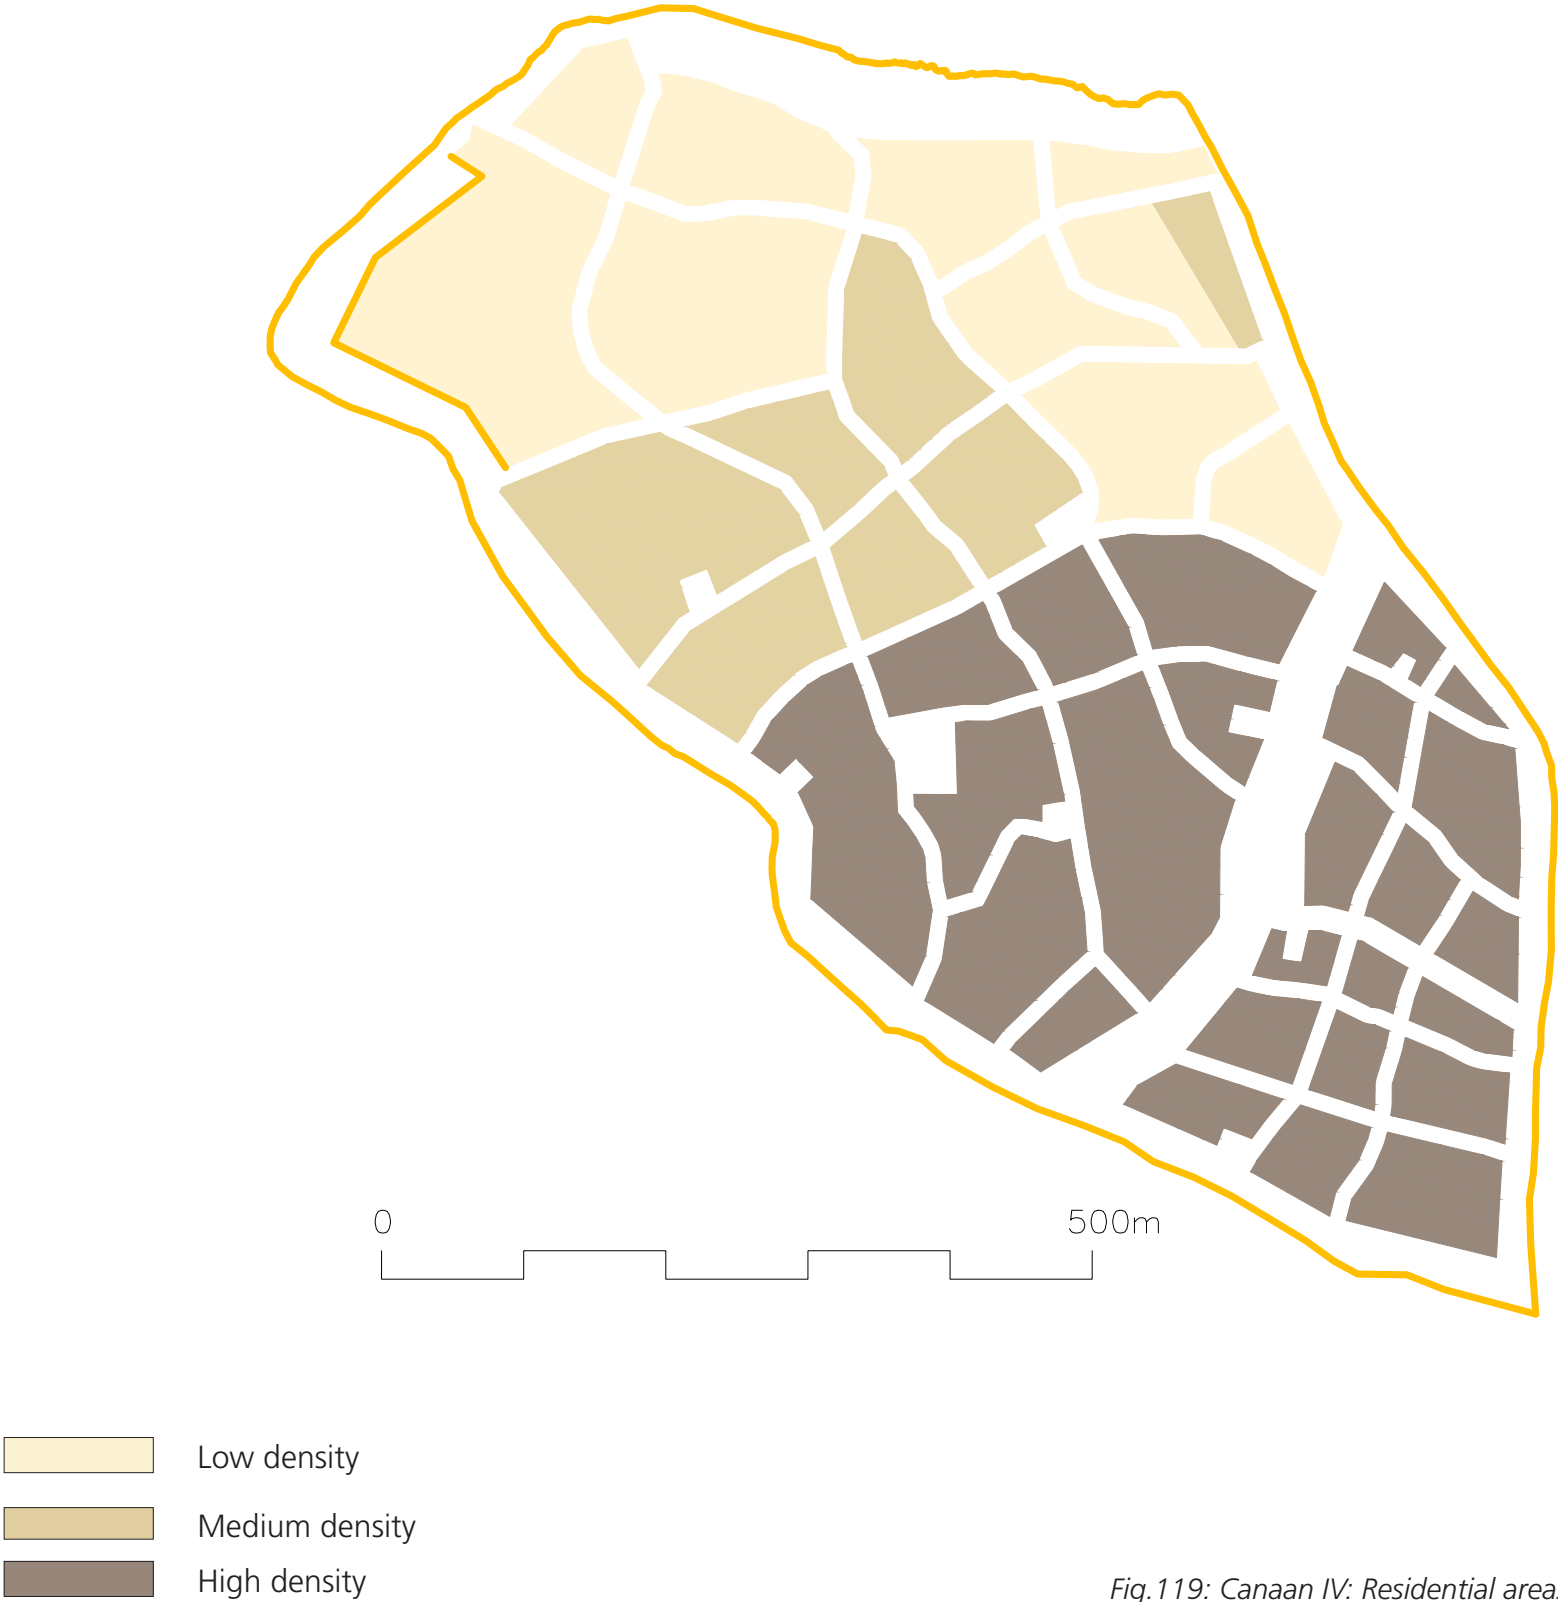 0
500m
Low density
Medium density
High density
Fig.119: Canaan IV: Residential area.